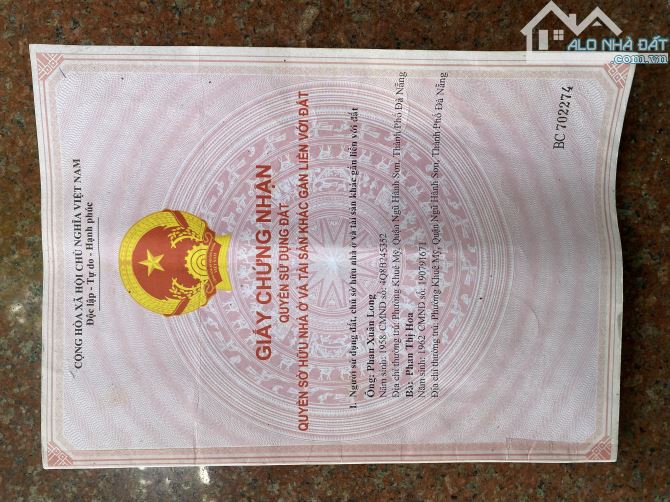 ALO NHÀ ĐẤT
.com.vn
CỘNG HÒA XÃ HỘI CHỦ NGHĨA VIỆT NAM
Độc lập - Tự do - Hạnh phúc
GIẤY CHỨNG NHẬN
QUYỀN SỬ DỤNG ĐẤT
QUYỀN SỞ HỮU NHÀ Ở VÀ TÀI SẢN KHÁC GẮN LIỀN VỚI ĐẤT
I. Người sử dụng đất, chủ sở hữu nhà ở và tài sản khác gắn liền với đất
Ông: Phan Xuân Long
Năm sinh: 1958 CMND số: 4Q8B245352
Địa chỉ thường trú: Phường Khuê Mỹ, Quận Ngũ Hành Sơn, Thành Phố Đà Nẵng
Bà: Phan Thị Hoa
Năm sinh: 1962 CMND số: 190791671
Địa chỉ thường trú: Phường Khuê Mỹ, Quận Ngũ Hành Sơn, Thành Phố Đà Nẵng
BC 702274